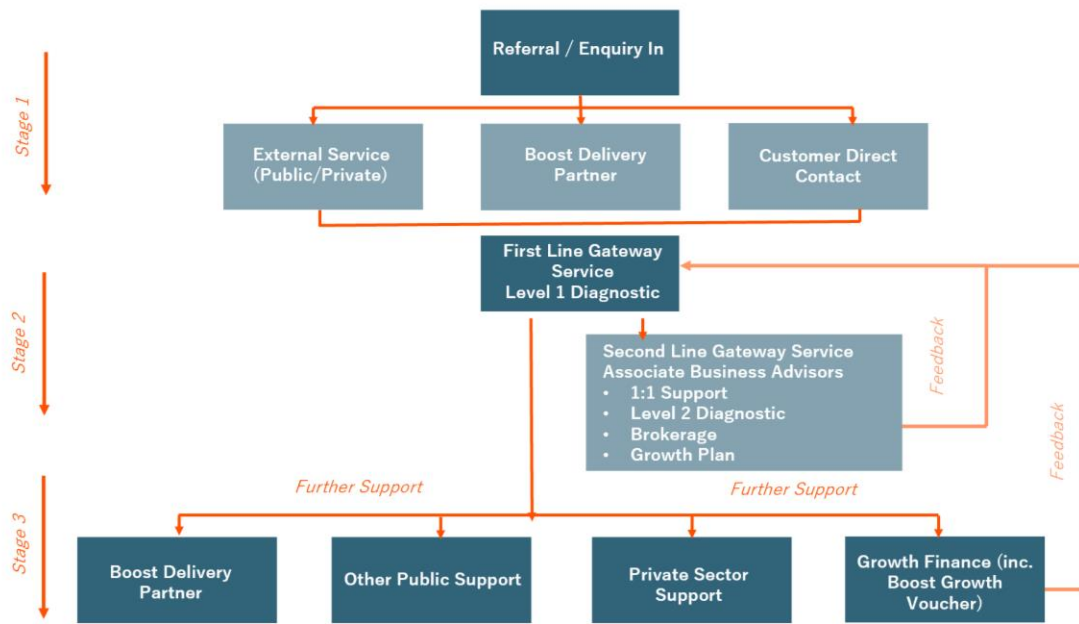 Referral / Enquiry In
Stage 1
External Service
(Public/Private)
Boost Delivery
Partner
Customer Direct
Contact
First Line Gateway
Service
Level 1 Diagnostic
Stage 2
Second Line Gateway Service
Associate Business Advisors
• 1:1 Support
• Level 2 Diagnostic
• Brokerage
• Growth Plan
Feedback
Feedback
Stage 3
Further Support
Further Support
Boost Delivery
Partner
Other Public Support
Private Sector
Support
Growth Finance (inc.
Boost Growth
Voucher)